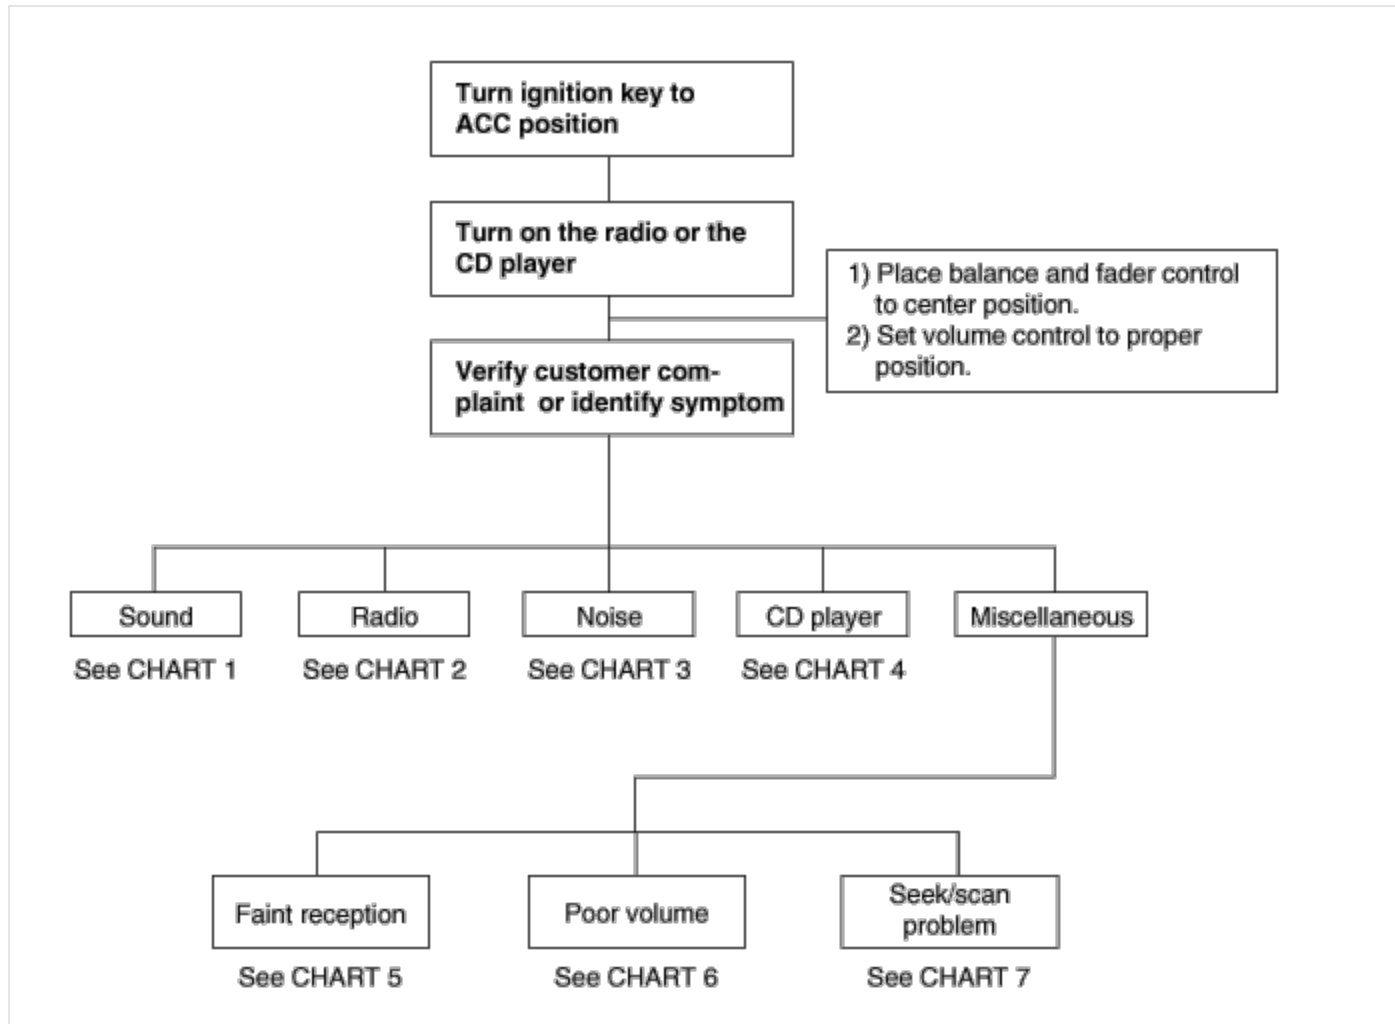 Turn ignition key to
ACC position
Turn on the radio or the
CD player
1) Place balance and fader control
to center position.
2) Set volume control to proper
position.
Verify customer com-
plaint or identify symptom
Sound
Radio
Noise
CD player
Miscellaneous
See CHART 1
See CHART 2
See CHART 3
See CHART 4
Faint reception
Poor volume
Seek/scan
problem
See CHART 5
See CHART 6
See CHART 7